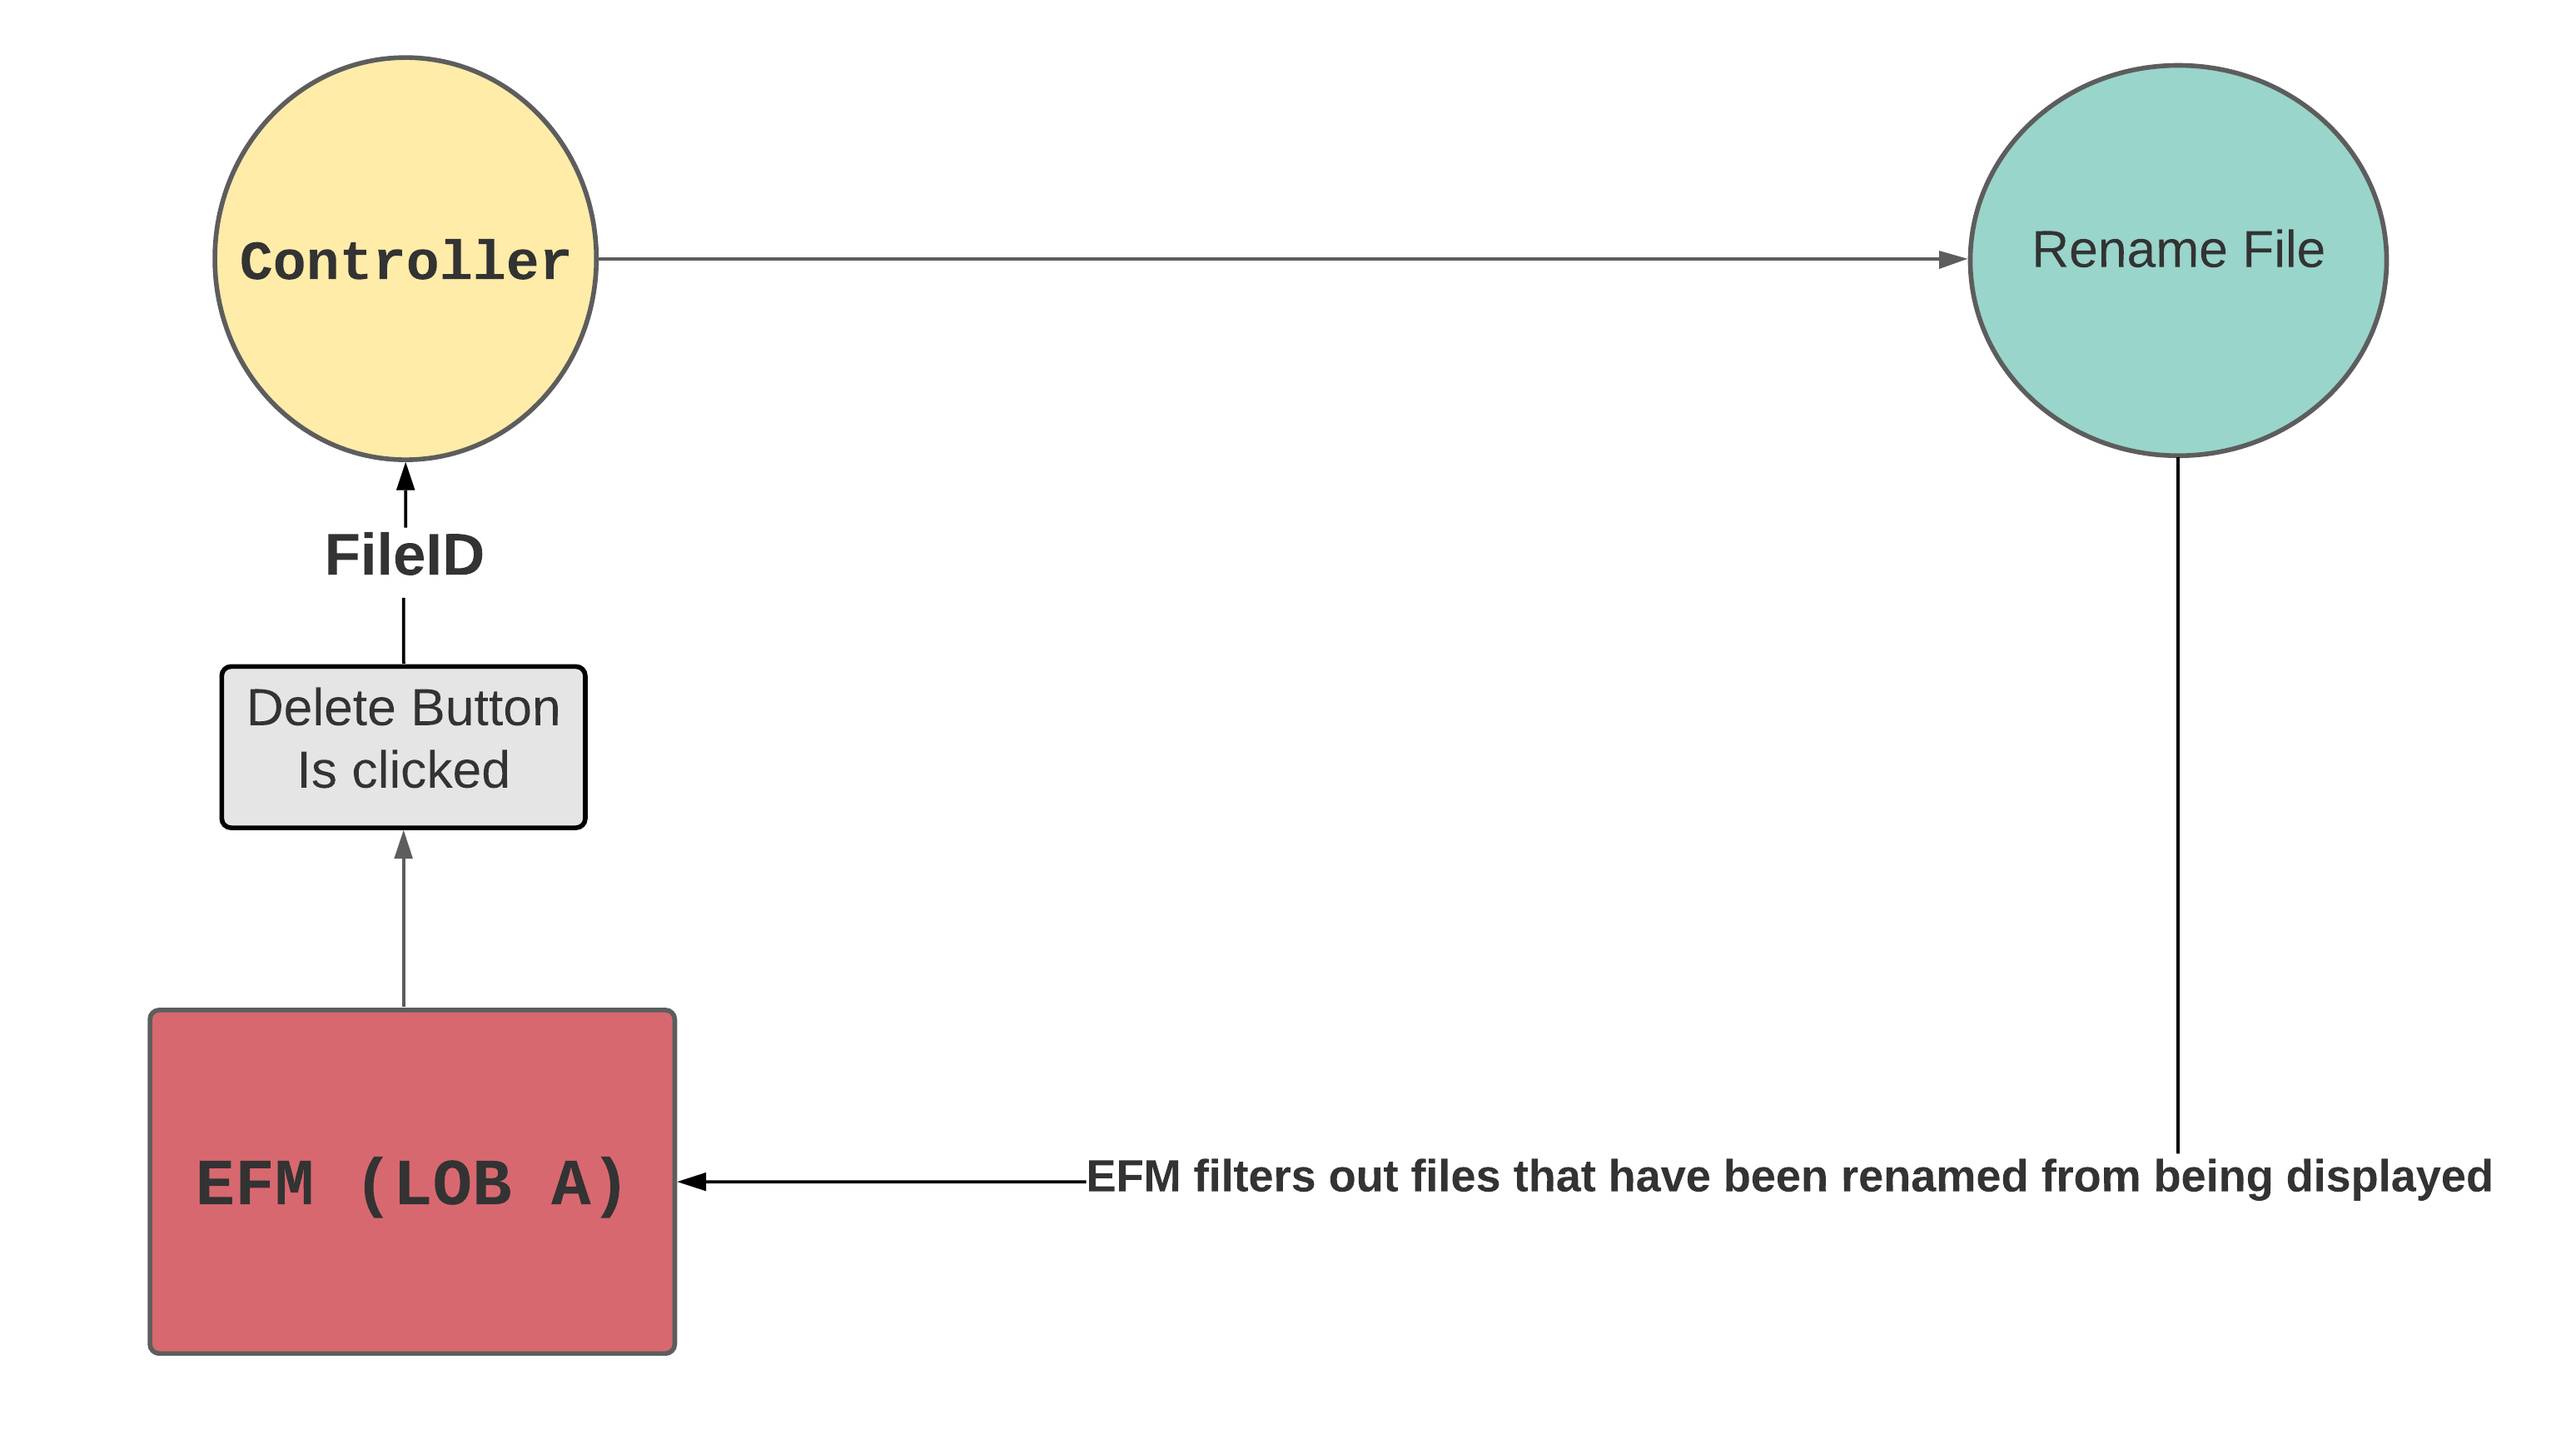 Controller
Rename File
FileID
Delete Button
Is clicked
EFM (LOB A)
EFM filters out files that have been renamed from being displayed